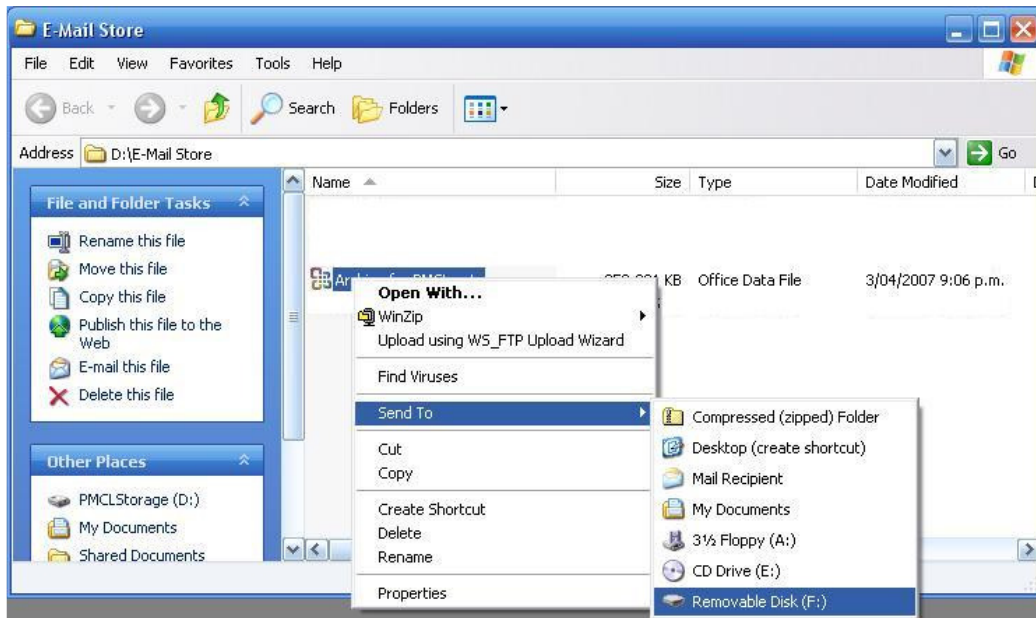 E-Mail Store
File Edit View Favorites Tools Help
Back Search Folders
Address D:\E-Mail Store Go
Name Size Type Date Modified
File and Folder Tasks
Rename this file
Move this file
Copy this file
Publish this file to the
Web
E-mail this file
Delete this file
Other Places
PMCLStorage (D:)
My Documents
Shared Documents
KB Office Data File 3/04/2007 9:06 p.m.
Open With...
WinZip
Upload using WS_FTP Upload Wizard
Find Viruses
Send To
Cut
Copy
Create Shortcut
Delete
Rename
Properties
Compressed (zipped) Folder
Desktop (create shortcut)
Mail Recipient
My Documents
3½ Floppy (A:)
CD Drive (E:)
Removable Disk (F:)